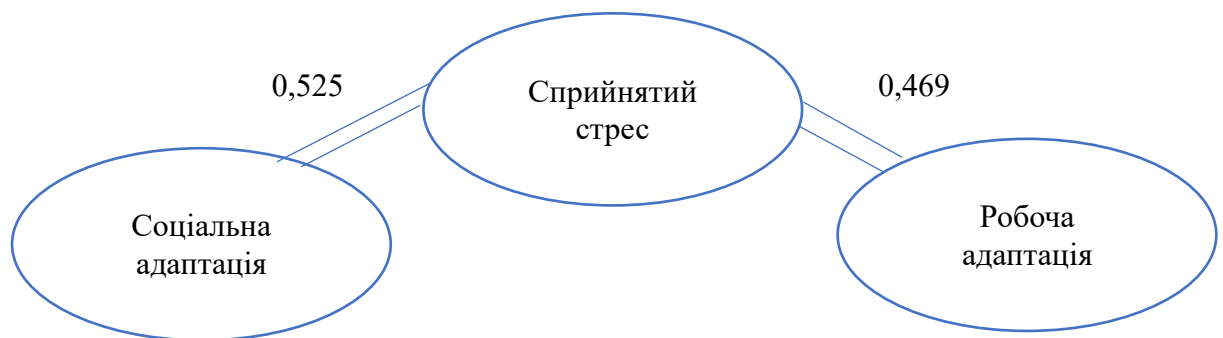 0,525
Сприйнятий
стрес
0,469
Соціальна
адаптація
Робоча
адаптація